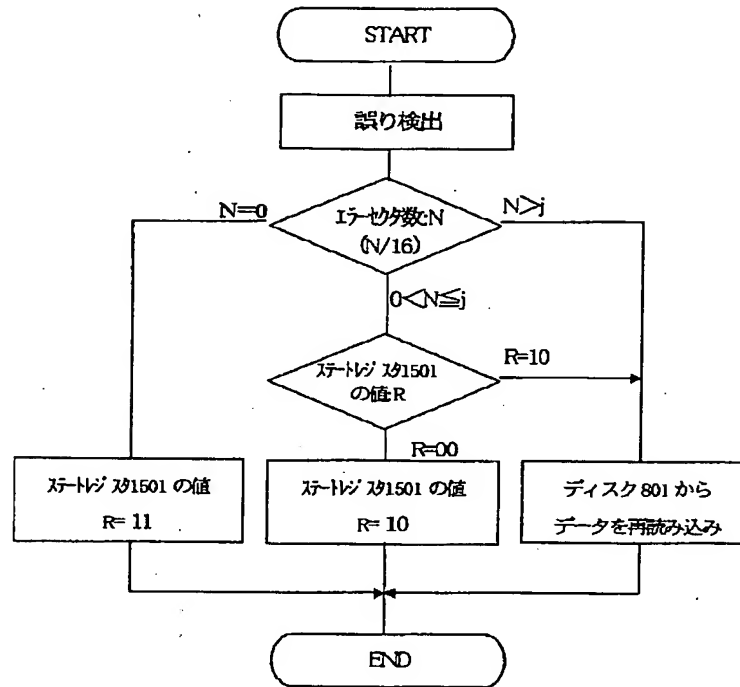 START
誤り検出
N=0
エラーセクタ数:N
(N/16)
N>j
0<N≦j
ステートレジスタ1501
の値:R
R=10
R=00
ステートレジスタ1501 の値
R= 11
ステートレジスタ1501 の値
R= 10
ディスク801から
データを再読み込み
END